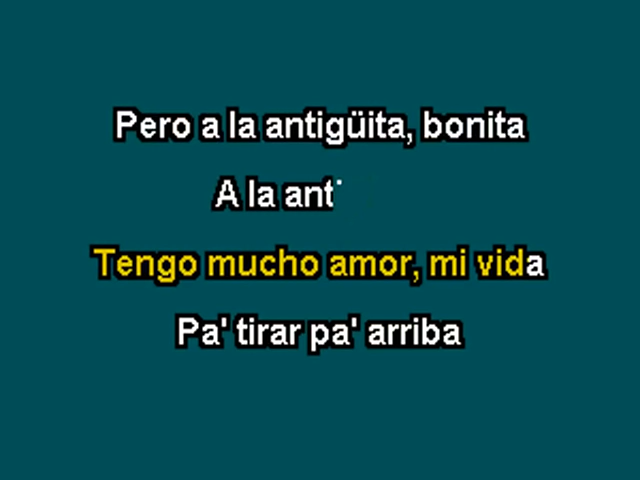 Pero a la antigüita, bonita
A la ant
Tengo mucho amor, mi vida
Pa' tirar pa' arriba